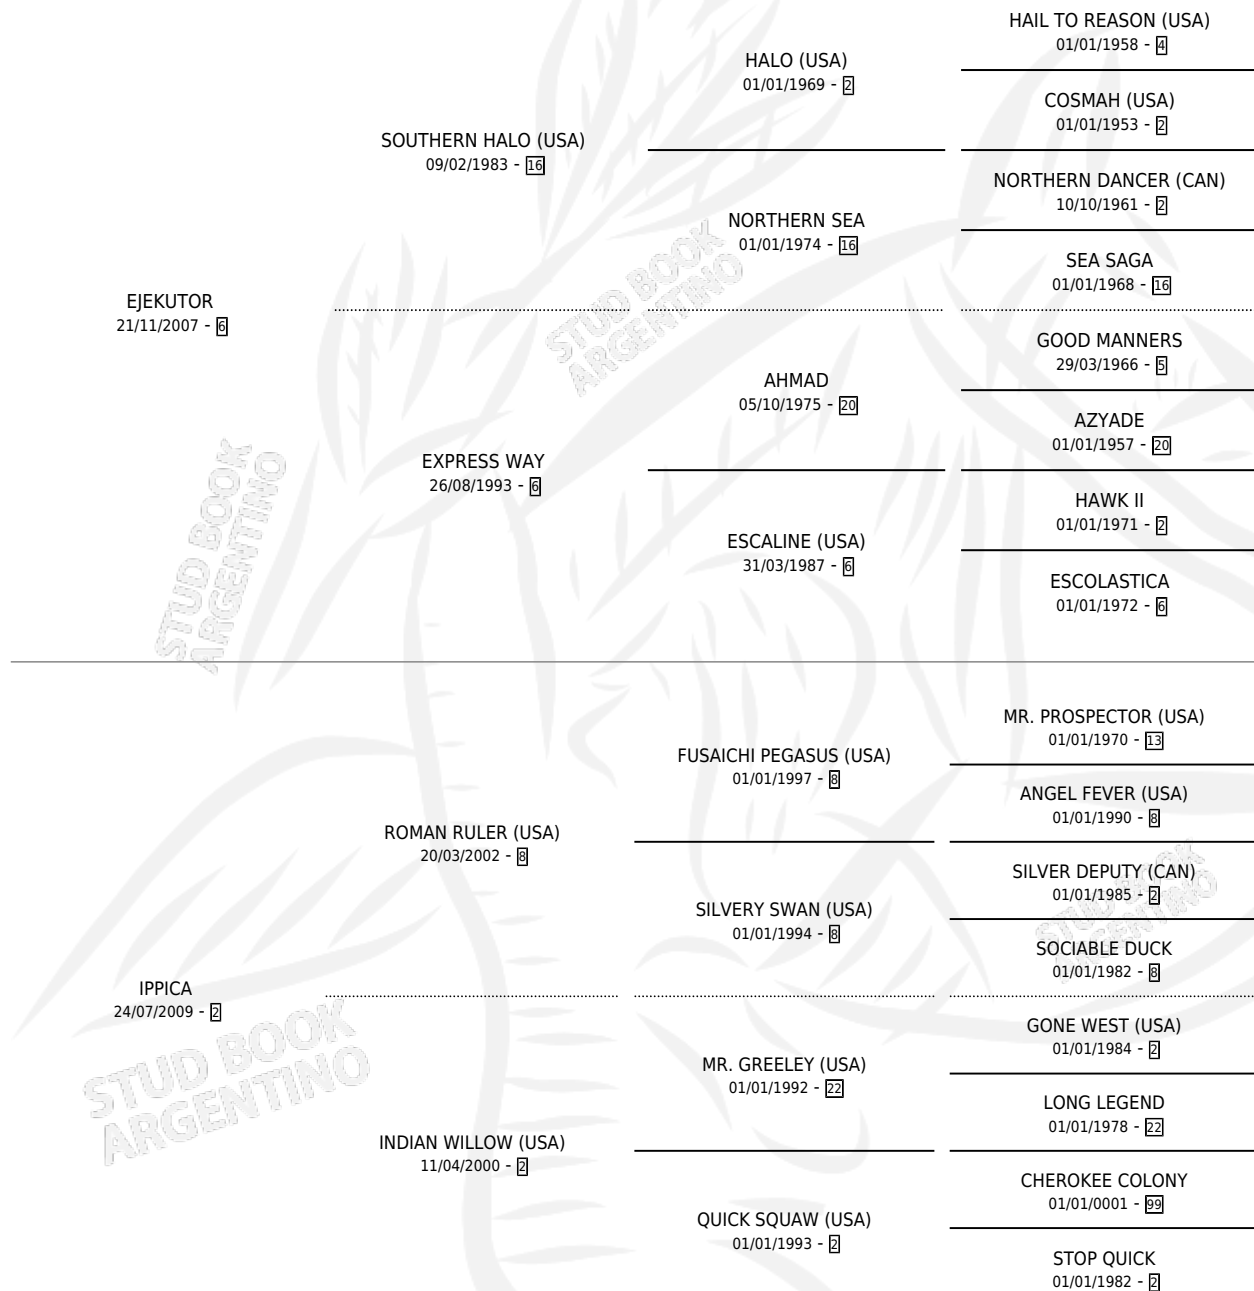 HAIL TO REASON (USA)
01/01/1958 - 4
HALO (USA)
01/01/1969 - 2
COSMAH (USA)
01/01/1953 - 2
SOUTHERN HALO (USA)
09/02/1983 - 16
NORTHERN DANCER (CAN)
10/10/1961 - 2
NORTHERN SEA
01/01/1974 - 16
SEA SAGA
01/01/1968 - 16
EJEKUTOR
21/11/2007 - 6
STUD BOOK
ARGENTINO
GOOD MANNERS
29/03/1966 - 5
AHMAD
05/10/1975 - 20
AZYADE
01/01/1957 - 20
EXPRESS WAY
26/08/1993 - 6
HAWK II
01/01/1971 - 2
ESCALINE (USA)
31/03/1987 - 6
ESCOLASTICA
01/01/1972 - 6
STUD BOOK
ARGENTINO
MR. PROSPECTOR (USA)
01/01/1970 - 13
FUSAICHI PEGASUS (USA)
01/01/1997 - 8
ANGEL FEVER (USA)
01/01/1990 - 8
ROMAN RULER (USA)
20/03/2002 - 8
SILVER DEPUTY (CAN)
01/01/1985 - 2
SILVERY SWAN (USA)
01/01/1994 - 8
SOCIABLE DUCK
01/01/1982 - 8
STUD BOOK
ARGENTINO
IPPICA
24/07/2009 - 2
GONE WEST (USA)
01/01/1984 - 2
MR. GREELEY (USA)
01/01/1992 - 22
LONG LEGEND
01/01/1978 - 22
STUD BOOK
ARGENTINO
INDIAN WILLOW (USA)
11/04/2000 - 2
CHEROKEE COLONY
01/01/0001 - 99
QUICK SQUAW (USA)
01/01/1993 - 2
STOP QUICK
01/01/1982 - 2